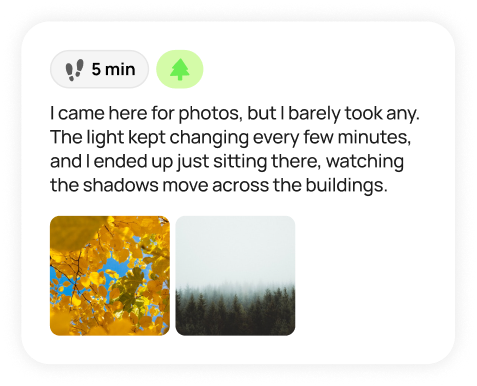 5 min
I came here for photos, but I barely took any.
The light kept changing every few minutes,
and I ended up just sitting there, watching
the shadows move across the buildings.